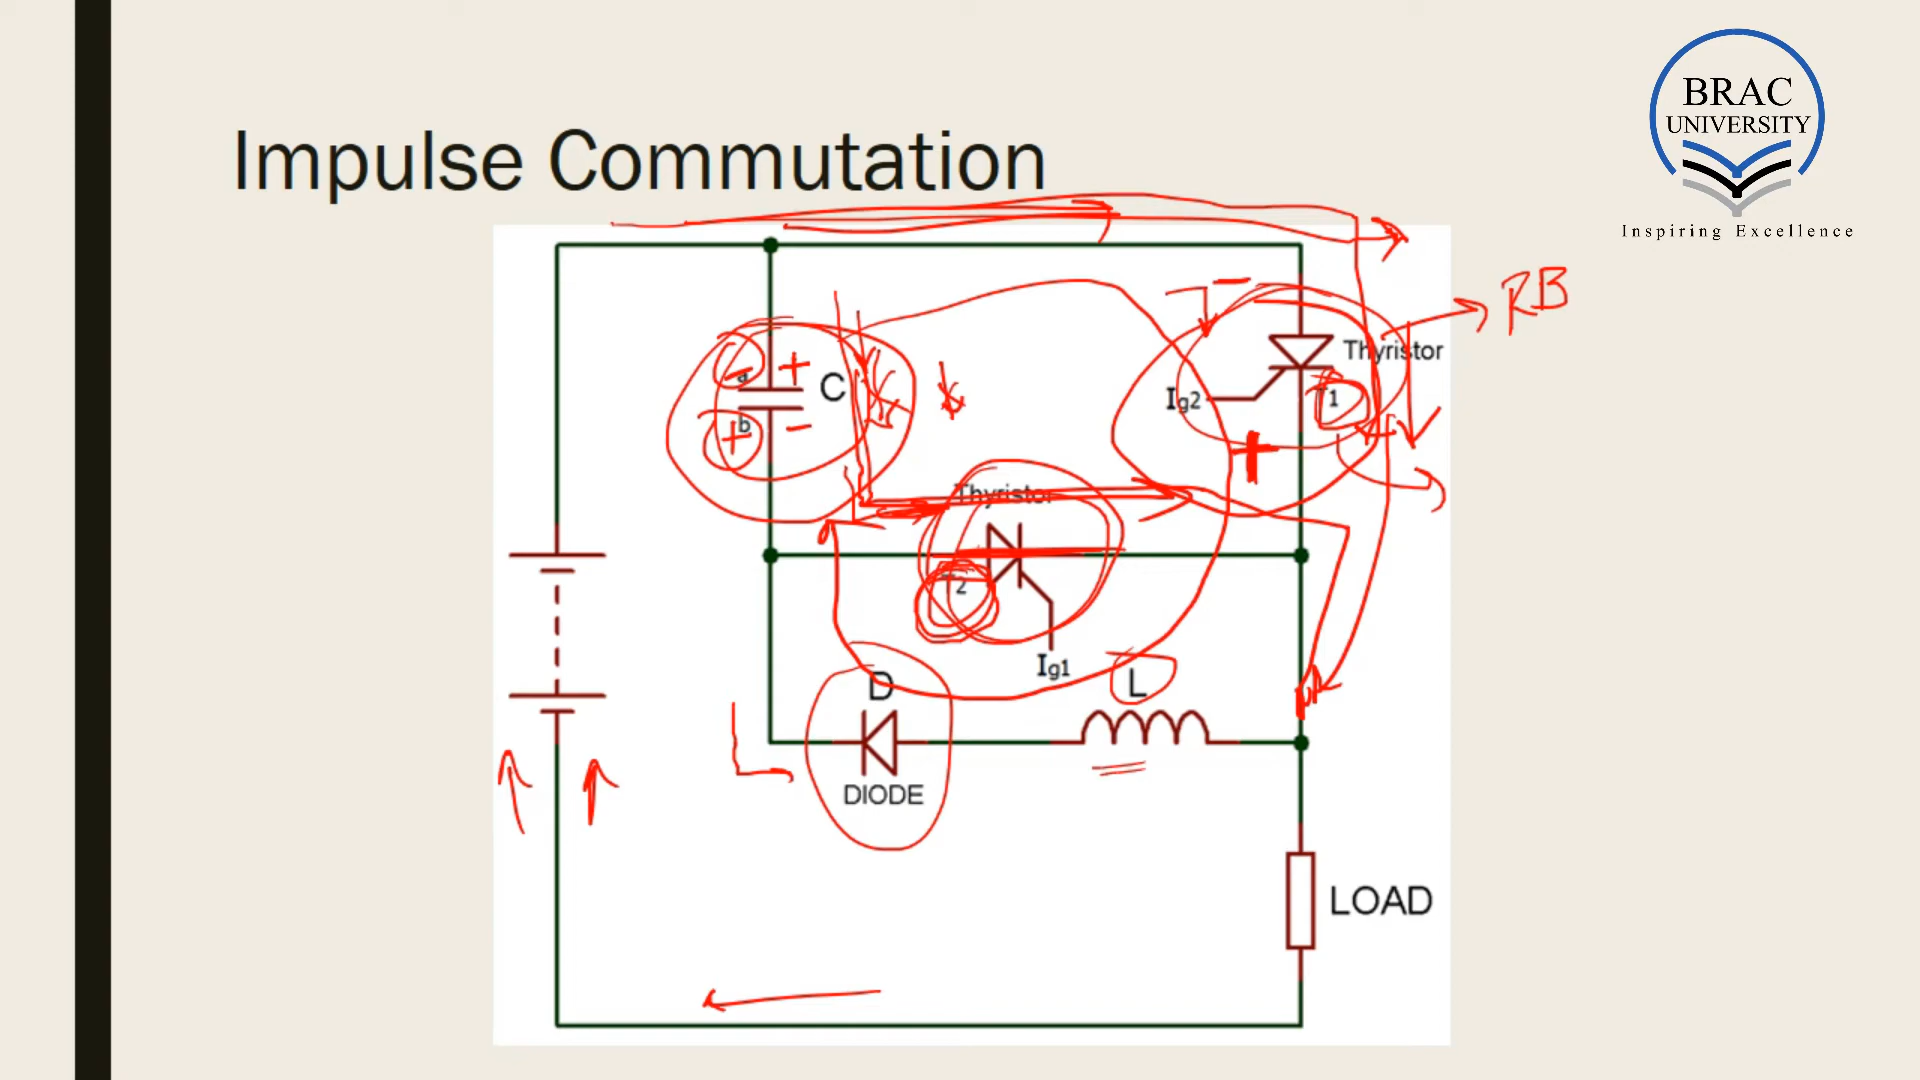 BRAC
UNIVERSITY
Inspiring Excellence
Impulse Commutation
RB
Thyristor
T1
Ig2
a
+
-
C
b
+
-
-
+
Thyristor
T2
Ig1
D
L
DIODE
LOAD